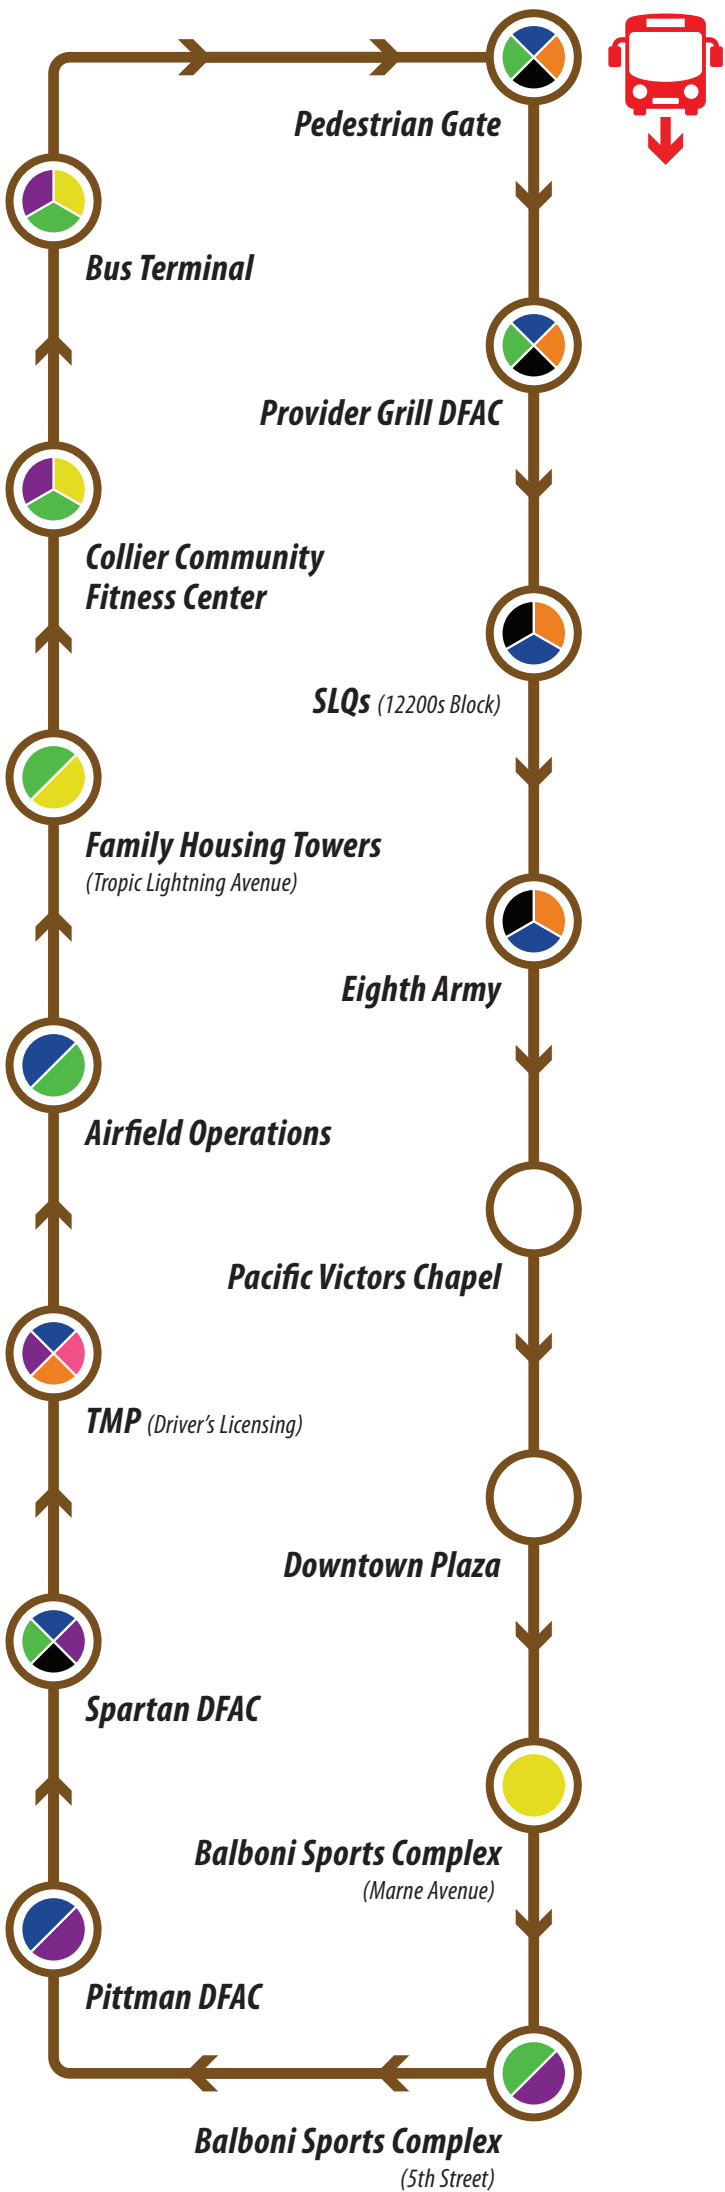 Pedestrian Gate
Bus Terminal
Provider Grill DFAC
Collier Community
Fitness Center
SLQs (12200s Block)
Family Housing Towers
(Tropic Lightning Avenue)
Eighth Army
Airfield Operations
Pacific Victors Chapel
TMP (Driver's Licensing)
Downtown Plaza
Spartan DFAC
Balboni Sports Complex
(Marne Avenue)
Pittman DFAC
Balboni Sports Complex
(5th Street)